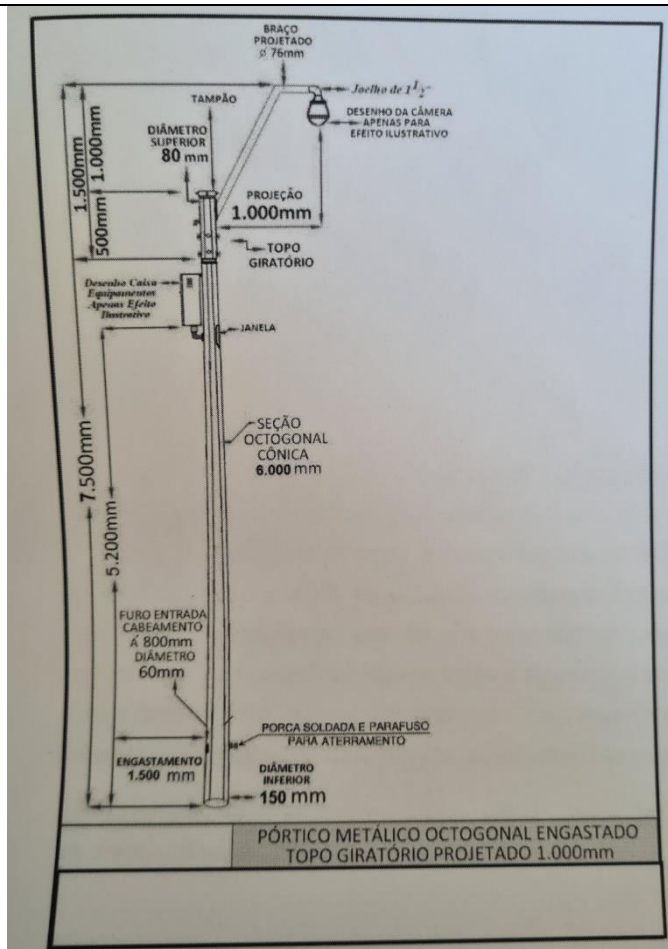 BRAÇO
PROJETADO
Ø 76mm
Joelho de 1 1/2"
TAMPÃO
DESENHO DA CÂMERA
APENAS PARA
EFEITO ILUSTRATIVO
DIÂMETRO
SUPERIOR
80 mm
1.500mm
1.000mm
500mm
PROJEÇÃO
1.000mm
TOPO
GIRATÓRIO
Desenho Caixa
Equipamentos
Apenas Efeito
Ilustrativo
JANELA
SEÇÃO
OCTOGONAL
CÔNICA
6.000 mm
7.500mm
5.200mm
FURO ENTRADA
CABEAMENTO
Á 800mm
DIÂMETRO
60mm
PORCA SOLDADA E PARAFUSO
PARA ATERRAMENTO
ENGASTAMENTO
1.500 mm
DIÂMETRO
INFERIOR
150 mm
PÓRTICO METÁLICO OCTOGONAL ENGASTADO
TOPO GIRATÓRIO PROJETADO 1.000mm